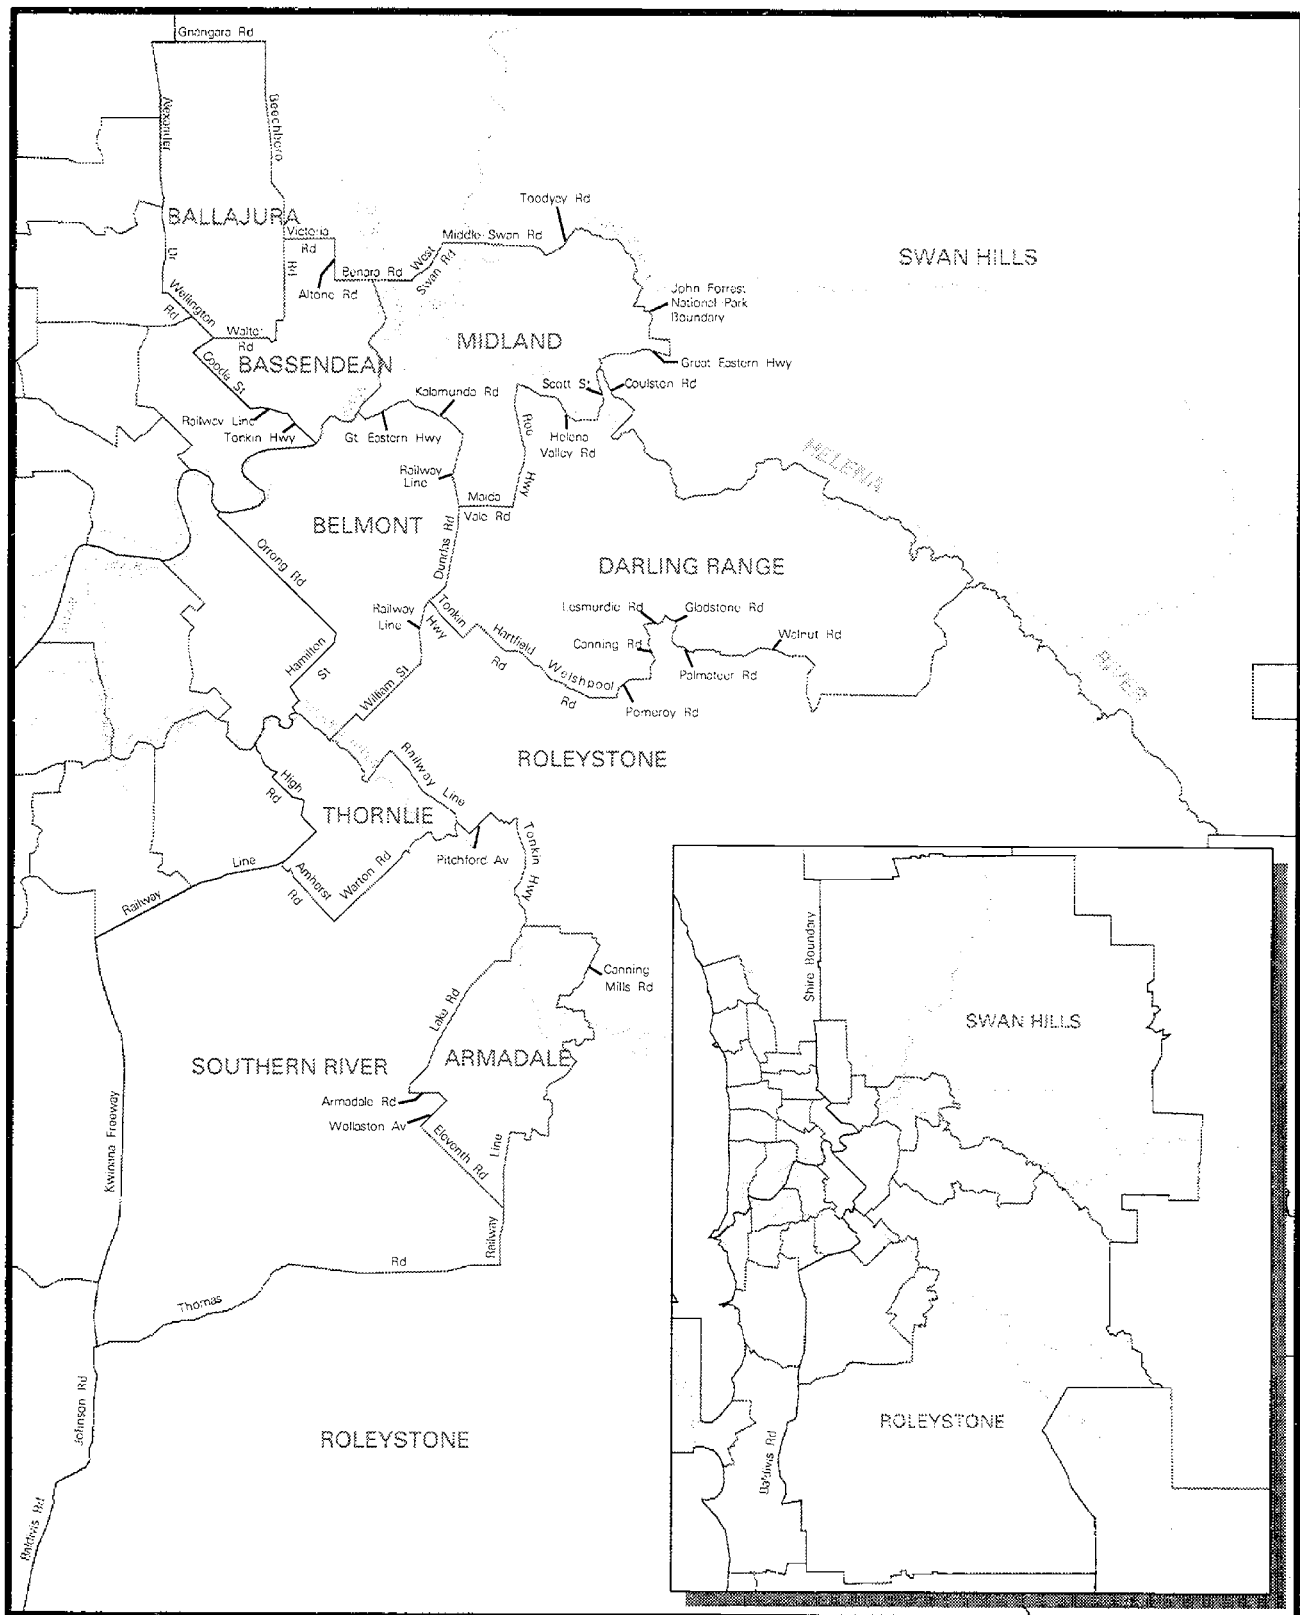 Gnangara Rd
Alexander
Beechboro
Toodyay Rd
BALLAJURA
Victoria
Rd
Middle Swan Rd
Dr
Rd
West
Swan Rd
SWAN HILLS
Benara Rd
Altone Rd
Wellington
Rd
John Forrest
National Park
Boundary
Walter
Rd
MIDLAND
BASSENDEAN
Great Eastern Hwy
Coode St
Kalamunda Rd
Scott St
Coulston Rd
Railway Line
Tonkin Hwy
Gt. Eastern Hwy
Roe
Hwy
Helena
Valley Rd
HELENA
Railway
Line
Maida
Vale Rd
BELMONT
Orrong Rd
Dundas Rd
DARLING RANGE
Railway
Line
Tonkin
Hwy
Lesmurdie Rd
Gladstone Rd
Hartfield
Rd
Canning Rd
Walnut Rd
Hamilton
St
William St
Welshpool
Rd
Palmateer Rd
Pomeroy Rd
RIVER
ROLEYSTONE
High
Rd
Railway Line
THORNLIE
Pitchford Av
Tonkin Hwy
Line
Railway
Amherst
Rd
Warton Rd
Canning
Mills Rd
Lake Rd
SOUTHERN RIVER
ARMADALE
Armadale Rd
Wollaston Av
Eleventh Rd
Line
Railway
Kwinana Freeway
Rd
Thomas
Johnson Rd
ROLEYSTONE
Baldivis Rd
Shire Boundary
SWAN HILLS
ROLEYSTONE
Baldivis Rd